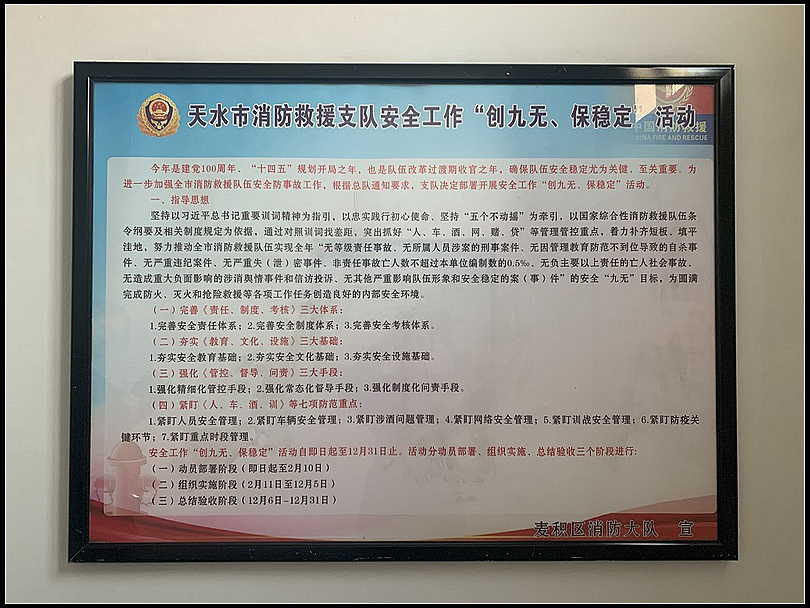 天水市消防救援支队安全工作“创九无、保稳定”活动
中国消防救援
CHINA FIRE AND RESCUE
今年是建党100周年、“十四五”规划开局之年，也是队伍改革过渡期收官之年，确保队伍安全稳定尤为关键、至关重要。为
进一步加强全市消防救援队伍安全防事故工作，根据总队通知要求，支队决定部署开展安全工作“创九无、保稳定”活动。
一、指导思想
坚持以习近平总书记重要训词精神为指引，以忠实践行初心使命、坚持“五个不动摇”为牵引，以国家综合性消防救援队伍条
令纲要及相关制度规定为依据，通过对照训词找差距，突出抓好“人、车、酒、网、赌、贷”等管理管控重点，着力补齐短板、填平
洼地，努力推动全市消防救援队伍实现全年“无等级责任事故、无所属人员涉案的刑事案件、无因管理教育防范不到位导致的自杀事
件、无严重违纪案件、无严重失（泄）密事件、非责任事故亡人数不超过本单位编制数的0.5‰、无负主要以上责任的亡人社会事故、
无造成重大负面影响的涉消舆情事件和信访投诉、无其他严重影响队伍形象和安全稳定的案（事）件”的安全“九无”目标，为圆满
完成防火、灭火和抢险救援等各项工作任务创造良好的内部安全环境。
（一）完善《责任、制度、考核》三大体系：
1.完善安全责任体系；2.完善安全制度体系；3.完善安全考核体系。
（二）夯实《教育、文化、设施》三大基础：
1.夯实安全教育基础；2.夯实安全文化基础；3.夯实安全设施基础。
（三）强化《管控、督导、问责》三大手段：
1.强化精细化管控手段；2.强化常态化督导手段；3.强化制度化问责手段。
（四）紧盯《人、车、酒、训》等七项防范重点：
1.紧盯人员安全管理；2.紧盯车辆安全管理；3.紧盯涉酒问题管理；4.紧盯网络安全管理；5.紧盯训战安全管理；6.紧盯防疫关
键环节；7.紧盯重点时段管理。
安全工作“创九无、保稳定”活动自即日起至12月31日止。活动分动员部署、组织实施、总结验收三个阶段进行：
（一）动员部署阶段（即日起至2月10日）
（二）组织实施阶段（2月11日至12月5日）
（三）总结验收阶段（12月6日-12月31日）
麦积区消防大队 宣